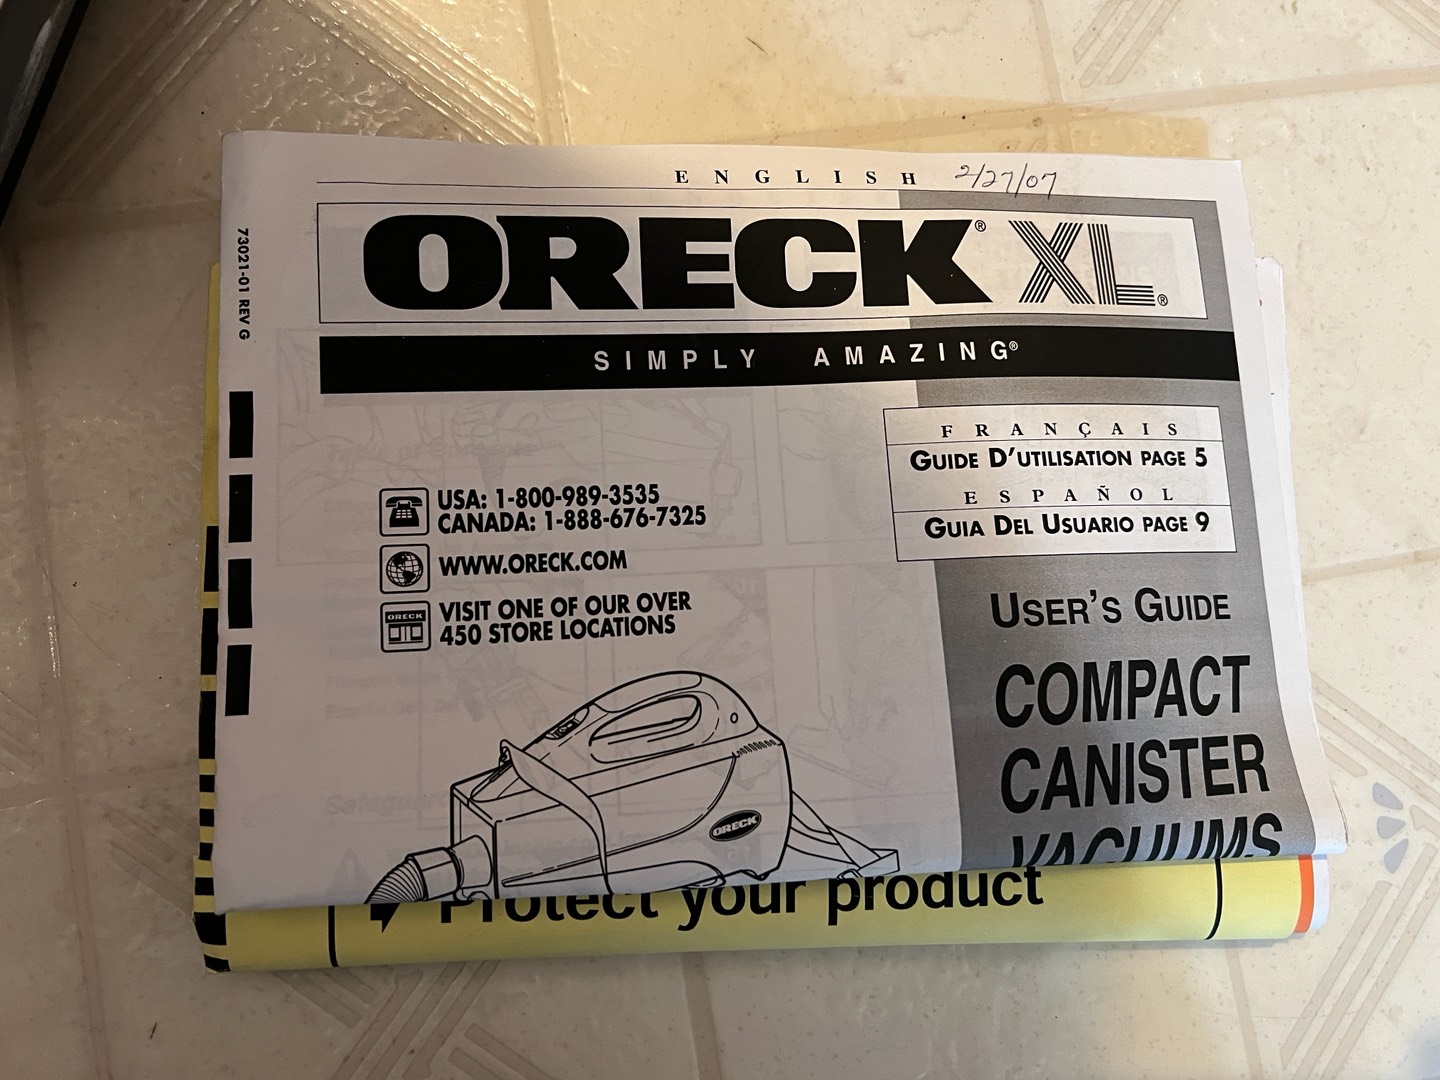 ENGLISH 2/27/07
ORECK® XL®
SIMPLY AMAZING®
73021-01 REV G
FRANÇAIS
GUIDE D'UTILISATION PAGE 5
ESPAÑOL
GUIA DEL USUARIO PAGE 9
USA: 1-800-989-3535
CANADA: 1-888-676-7325
WWW.ORECK.COM
ORECK
VISIT ONE OF OUR OVER
450 STORE LOCATIONS
USER'S GUIDE
COMPACT
CANISTER
VACUUMS
ORECK
Protect your product